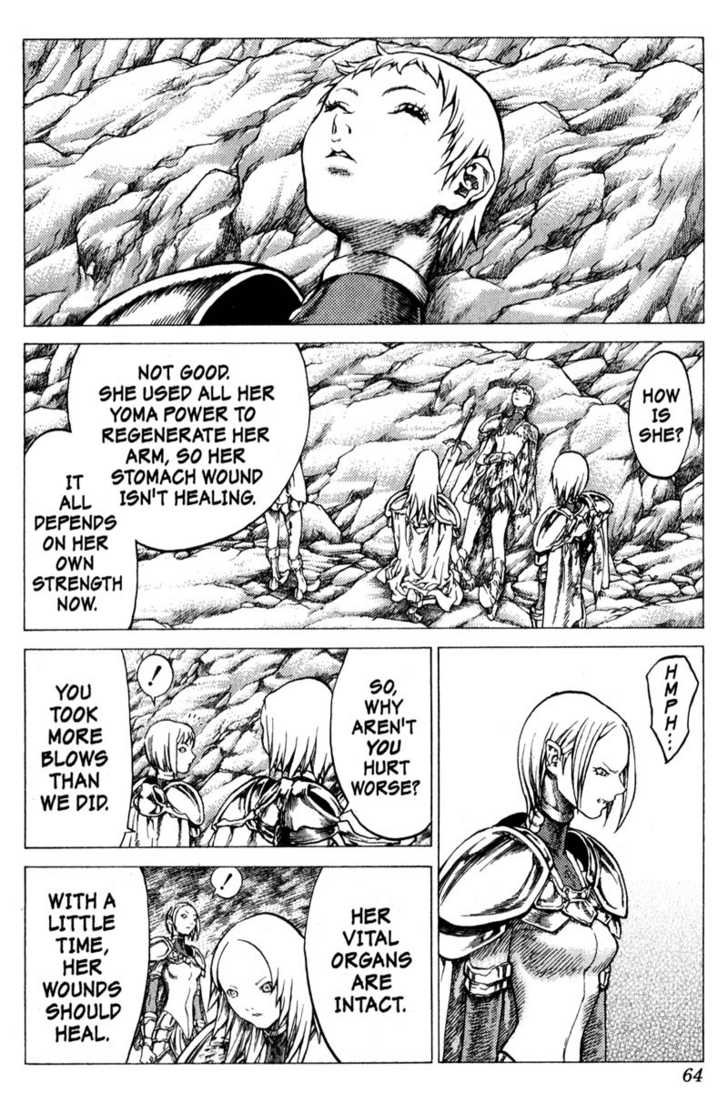 HOW
IS
SHE?
NOT GOOD.
SHE USED ALL HER
YOMA POWER TO
REGENERATE HER
ARM, SO HER
STOMACH WOUND
ISN'T HEALING.
IT
ALL
DEPENDS
ON HER
OWN
STRENGTH
NOW.
HMPH...
SO,
WHY
AREN'T
YOU
HURT
WORSE?
!
YOU
TOOK
MORE
BLOWS
THAN
WE DID.
!
HER
VITAL
ORGANS
ARE
INTACT.
WITH A
LITTLE
TIME,
HER
WOUNDS
SHOULD
HEAL.
64